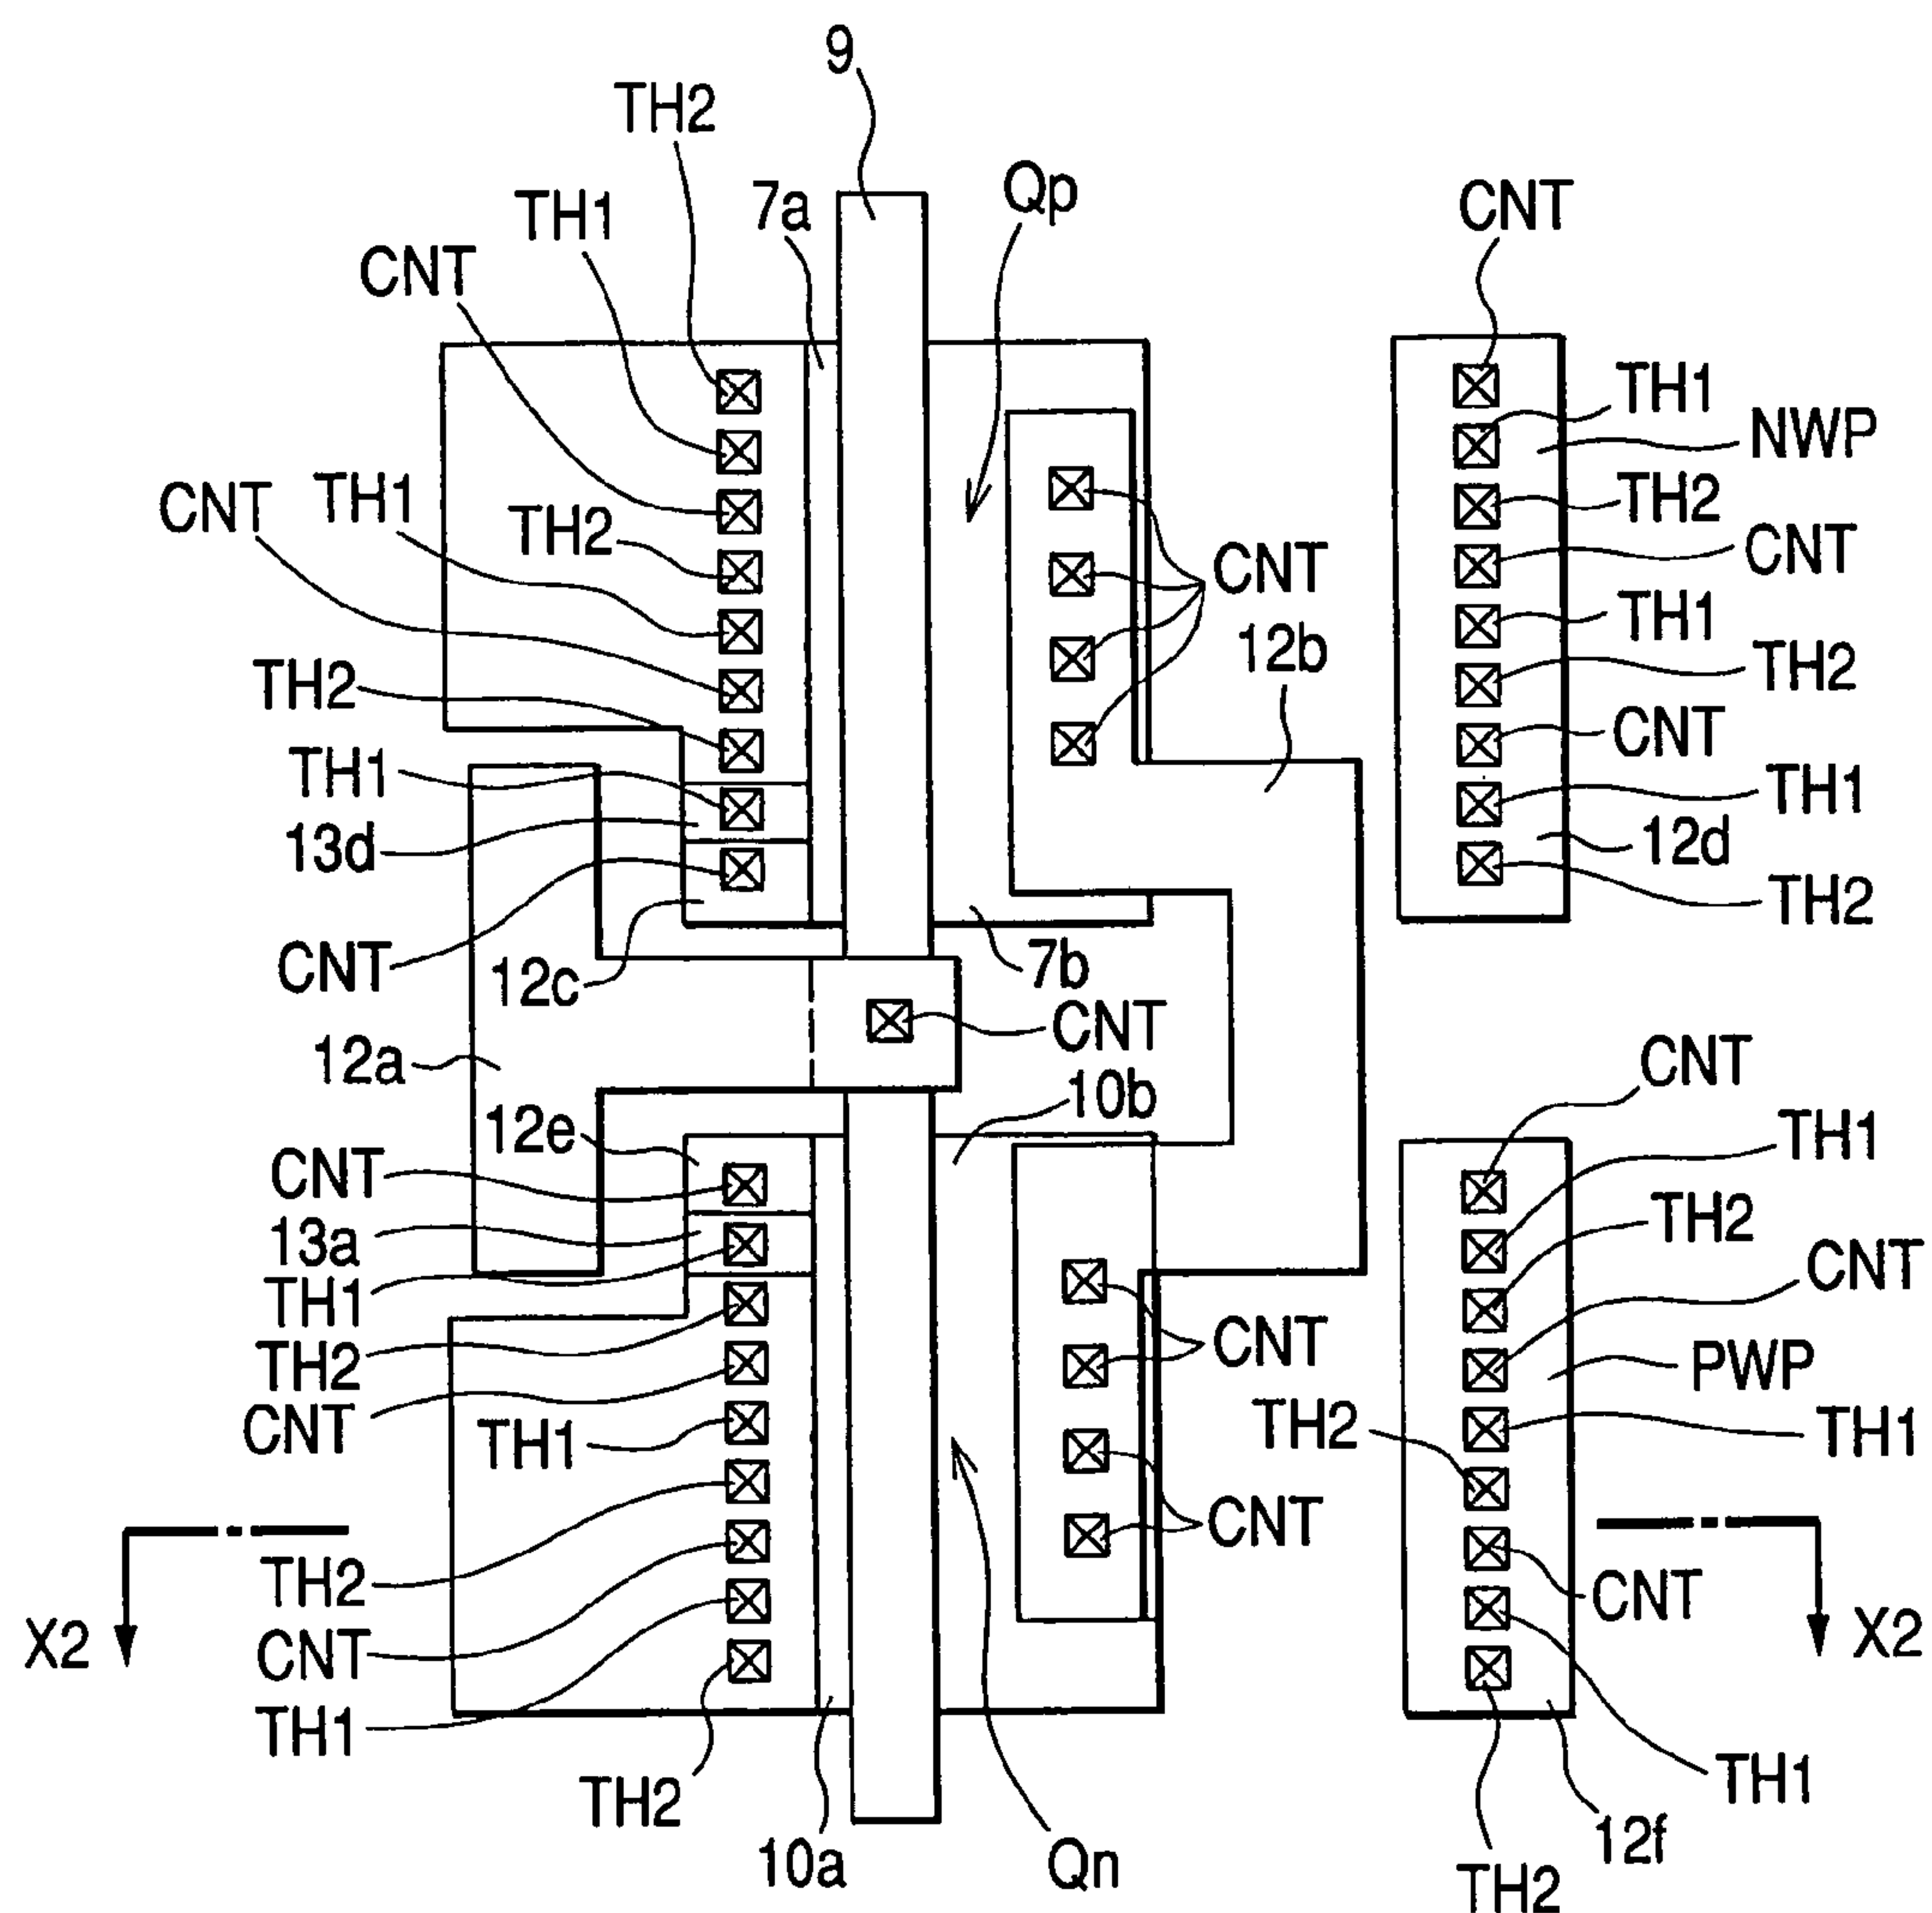 9
TH2
Qp
CNT
TH1
7a
CNT
TH1
NWP
CNT
TH1
TH2
TH2
CNT
CNT
TH1
12b
TH2
TH2
CNT
TH1
TH1
13d
12d
TH2
CNT
12c
7b
CNT
12a
CNT
10b
12e
TH1
CNT
TH2
13a
CNT
TH1
CNT
TH2
PWP
CNT
TH1
TH2
TH1
CNT
TH2
CNT
X2
CNT
X2
TH1
TH1
TH2
12f
10a
Qn
TH2